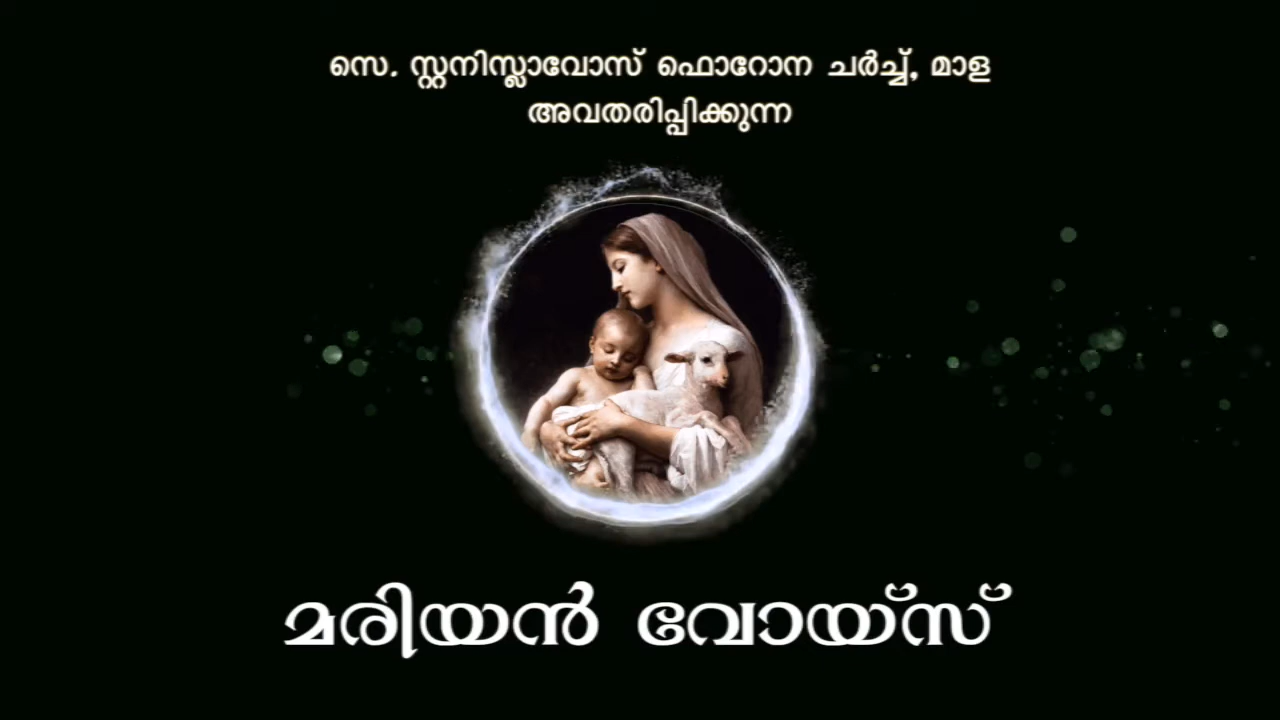 സെ. സ്റ്റനിസ്ലാവോസ് ഫൊറോന ചർച്ച്, മാള
അവതരിപ്പിക്കുന്ന
മരിയൻ വോയ്സ്